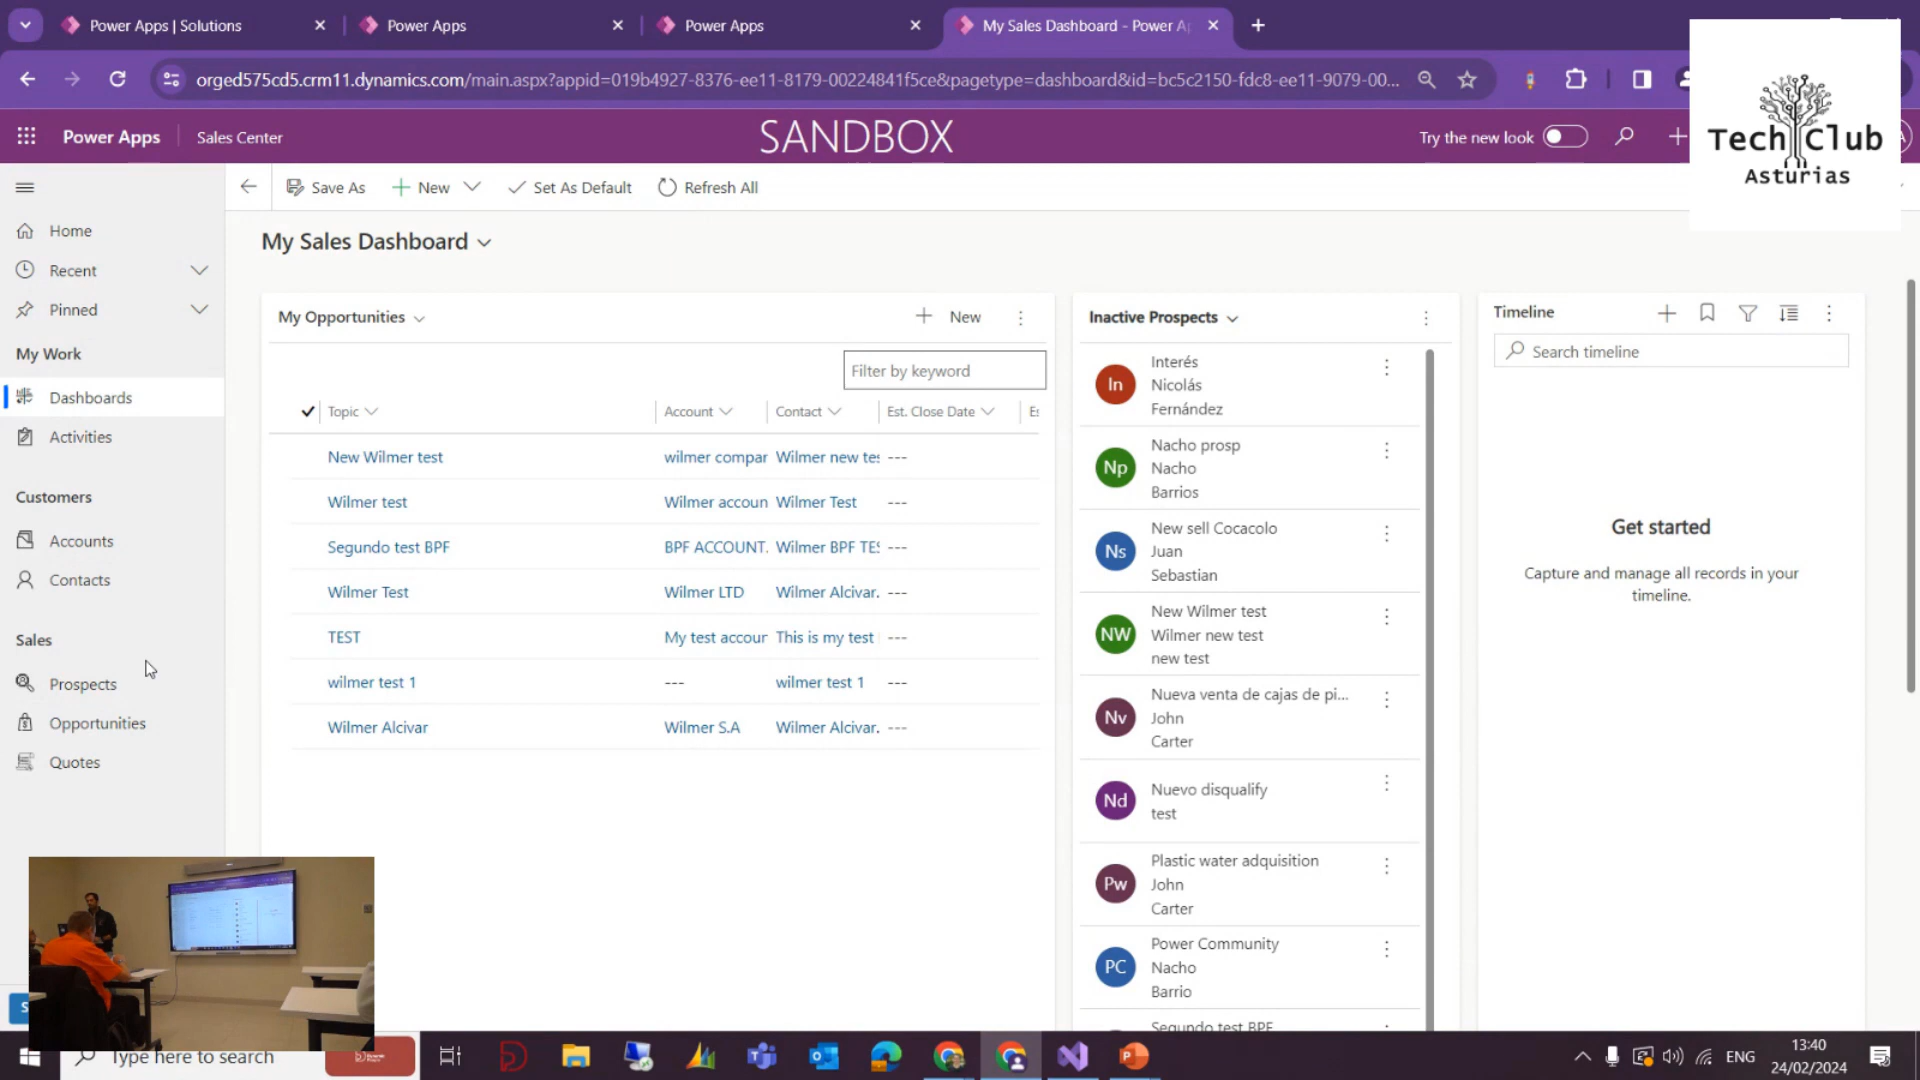 Power Apps | Solutions
Power Apps
Power Apps
My Sales Dashboard - Power Ap
orged575cd5.crm11.dynamics.com/main.aspx?appid=019b4927-8376-ee11-8179-00224841f5ce&pagetype=dashboard&id=bc5c2150-fdc8-ee11-9079-00...
Power Apps
Sales Center
SANDBOX
Try the new look
Tech Club
Asturias
Save As
New
Set As Default
Refresh All
Home
Recent
Pinned
My Work
Dashboards
Activities
Customers
Accounts
Contacts
Sales
Prospects
Opportunities
Quotes
My Sales Dashboard
My Opportunities
New
Filter by keyword
Topic Account Contact Est. Close Date Es
New Wilmer test wilmer compar Wilmer new tes ---
Wilmer test Wilmer accoun Wilmer Test ---
Segundo test BPF BPF ACCOUNT. Wilmer BPF TES ---
Wilmer Test Wilmer LTD Wilmer Alcivar. ---
TEST My test accour This is my test ---
wilmer test 1 --- wilmer test 1 ---
Wilmer Alcivar Wilmer S.A Wilmer Alcivar. ---
Inactive Prospects
In
Interés
Nicolás
Fernández
Np
Nacho prosp
Nacho
Barrios
Ns
New sell Cocacolo
Juan
Sebastian
NW
New Wilmer test
Wilmer new test
new test
Nv
Nueva venta de cajas de pi...
John
Carter
Nd
Nuevo disqualify
test
Pw
Plastic water adquisition
John
Carter
PC
Power Community
Nacho
Barrio
Segundo test BPF
Timeline
Search timeline
Get started
Capture and manage all records in your
timeline.
S
Type here to search
ENG
13:40
24/02/2024